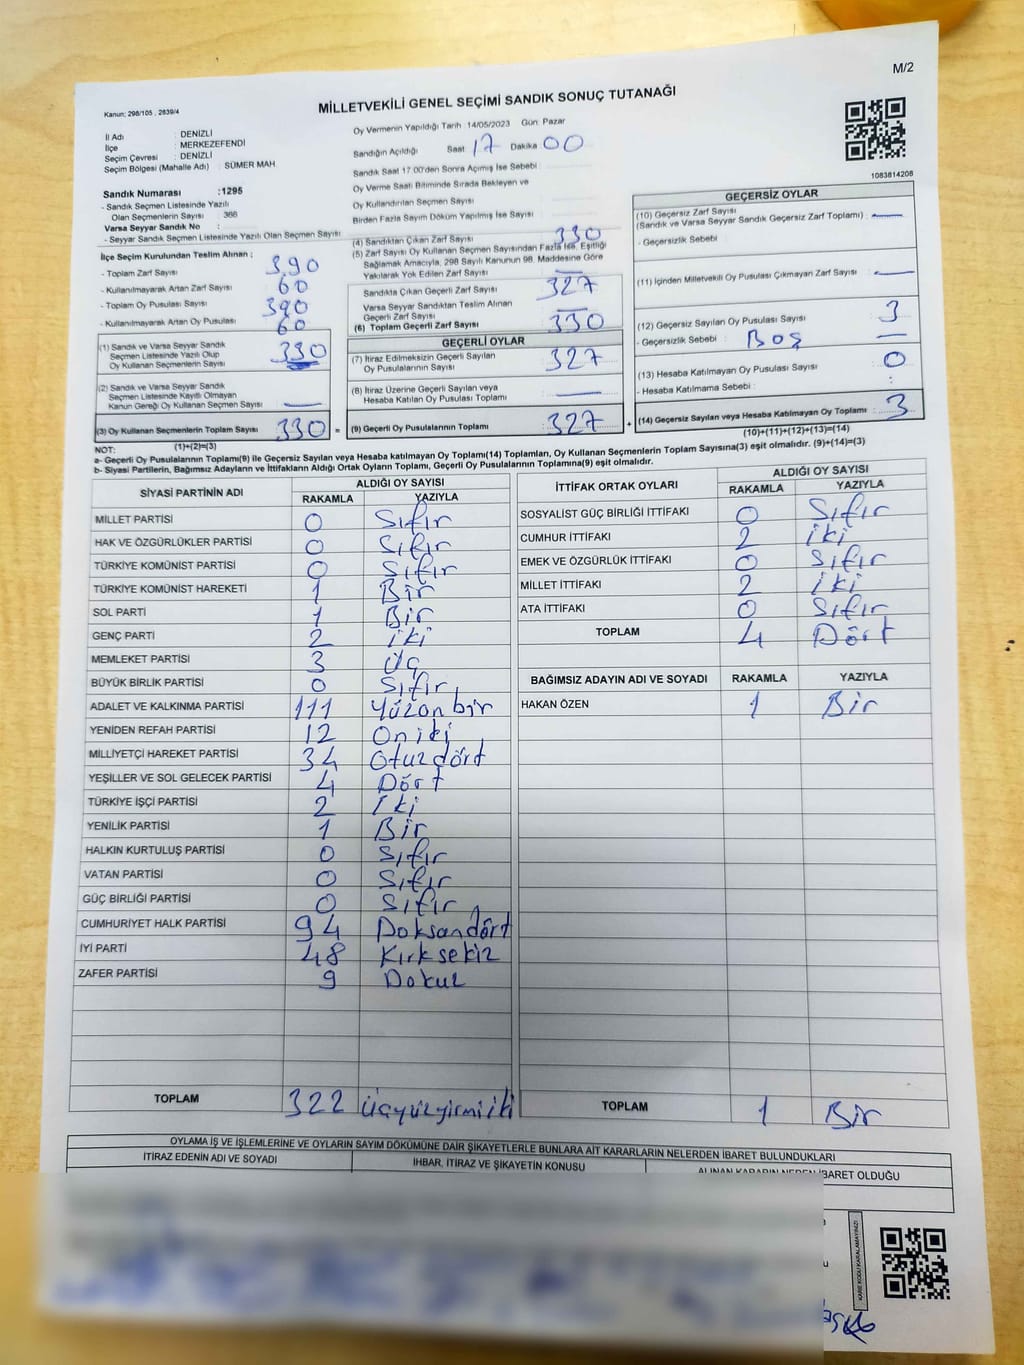 M/2
Kanun; 298/105 , 2839/4
MİLLETVEKİLİ GENEL SEÇİMİ SANDIK SONUÇ TUTANAĞI
1083814208
İl Adı : DENİZLİ
İlçe : MERKEZEFENDİ
Seçim Çevresi : DENİZLİ
Seçim Bölgesi (Mahalle Adı) : SÜMER MAH.
Sandık Numarası :1295
- Sandık Seçmen Listesinde Yazılı
Olan Seçmenlerin Sayısı : 366
Varsa Seyyar Sandık No :
- Seyyar Sandık Seçmen Listesinde Yazılı Olan Seçmen Sayısı
İlçe Seçim Kurulundan Teslim Alınan ;
- Toplam Zarf Sayısı 390
- Kullanılmayarak Artan Zarf Sayısı 60
- Toplam Oy Pusulası Sayısı 390
- Kullanılmayarak Artan Oy Pusulası 60
(1) Sandık ve Varsa Seyyar Sandık
Seçmen Listesinde Yazılı Olup
Oy Kullanan Seçmenlerin Sayısı 330
(2) Sandık ve Varsa Seyyar Sandık
Seçmen Listesinde Kayıtlı Olmayan
Kanun Gereği Oy Kullanan Seçmen Sayısı —
(3) Oy Kullanan Seçmenlerin Toplam Sayısı 330 =
(1)+(2)=(3)
Oy Vermenin Yapıldığı Tarih 14/05/2023 Gün: Pazar
Sandığın Açıldığı Saat 17 Dakika 00
Sandık Saat 17.00'den Sonra Açımış İse Sebebi
Oy Verme Saati Bitiminde Sırada Bekleyen ve
Oy Kullandırılan Seçmen Sayısı
Birden Fazla Sayım Döküm Yapılmış İse Sayısı
(4) Sandıktan Çıkan Zarf Sayısı 330
(5) Zarf Sayısı Oy Kullanan Seçmen Sayısından Fazla İse, Eşitliği
Sağlamak Amacıyla, 298 Sayılı Kanunun 98. Maddesine Göre
Yakılarak Yok Edilen Zarf Sayısı —
Sandıkta Çıkan Geçerli Zarf Sayısı 327
Varsa Seyyar Sandıktan Teslim Alınan
Geçerli Zarf Sayısı —
(6) Toplam Geçerli Zarf Sayısı 330
GEÇERLİ OYLAR
(7) İtiraz Edilmeksizin Geçerli Sayılan
Oy Pusulalarının Sayısı 327
(8) İtiraz Üzerine Geçerli Sayılan veya
Hesaba Katılan Oy Pusulası Toplamı —
(9) Geçerli Oy Pusulalarının Toplamı 327 +
GEÇERSİZ OYLAR
(10) Geçersiz Zarf Sayısı
(Sandık ve Varsa Seyyar Sandık Geçersiz Zarf Toplamı) : —
- Geçersizlik Sebebi
(11) İçinden Milletvekili Oy Pusulası Çıkmayan Zarf Sayısı : —
(12) Geçersiz Sayılan Oy Pusulası Sayısı : 3
- Geçersizlik Sebebi : Boş —
(13) Hesaba Katılmayan Oy Pusulası Sayısı 0
- Hesaba Katılmama Sebebi :
(14) Geçersiz Sayılan veya Hesaba Katılmayan Oy Toplamı 3
(10)+(11)+(12)+(13)=(14)
NOT:
a- Geçerli Oy Pusulalarının Toplamı(9) ile Geçersiz Sayılan veya Hesaba katılmayan Oy Toplamı(14) Toplamları, Oy Kullanan Seçmenlerin Toplam Sayısına(3) eşit olmalıdır. (9)+(14)=(3)
b- Siyasi Partilerin, Bağımsız Adayların ve İttifakların Aldığı Ortak Oyların Toplamı, Geçerli Oy Pusulalarının Toplamına(9) eşit olmalıdır.
SİYASİ PARTİNİN ADI ALDIĞI OY SAYISI
RAKAMLA YAZIYLA
MİLLET PARTİSİ 0 Sıfır
HAK VE ÖZGÜRLÜKLER PARTİSİ 0 Sıfır
TÜRKİYE KOMÜNİST PARTİSİ 0 Sıfır
TÜRKİYE KOMÜNİST HAREKETİ 1 Bir
SOL PARTİ 1 Bir
GENÇ PARTİ 2 iki
MEMLEKET PARTİSİ 3 Üç
BÜYÜK BİRLİK PARTİSİ 0 Sıfır
ADALET VE KALKINMA PARTİSİ 111 Yüzonbir
YENİDEN REFAH PARTİSİ 12 Oniki
MİLLİYETÇİ HAREKET PARTİSİ 34 Otuzdört
YEŞİLLER VE SOL GELECEK PARTİSİ 4 Dört
TÜRKİYE İŞÇİ PARTİSİ 2 İki
YENİLİK PARTİSİ 1 Bir
HALKIN KURTULUŞ PARTİSİ 0 Sıfır
VATAN PARTİSİ 0 Sıfır
GÜÇ BİRLİĞİ PARTİSİ 0 Sıfır
CUMHURİYET HALK PARTİSİ 94 Doksandört
İYİ PARTİ 48 Kırksekiz
ZAFER PARTİSİ 9 Dokuz
TOPLAM 322 Üçyüzyirmiiki
İTTİFAK ORTAK OYLARI ALDIĞI OY SAYISI
RAKAMLA YAZIYLA
SOSYALİST GÜÇ BİRLİĞİ İTTİFAKI 0 Sıfır
CUMHUR İTTİFAKI 2 iki
EMEK VE ÖZGÜRLÜK İTTİFAKI 0 Sıfır
MİLLET İTTİFAKI 2 iki
ATA İTTİFAKI 0 Sıfır
TOPLAM 4 Dört
BAĞIMSIZ ADAYIN ADI VE SOYADI RAKAMLA YAZIYLA
HAKAN ÖZEN 1 Bir
TOPLAM 1 Bir
OYLAMA İŞ VE İŞLEMLERİNE VE OYLARIN SAYIM DÖKÜMÜNE DAİR ŞİKAYETLERLE BUNLARA AİT KARARLARIN NELERDEN İBARET BULUNDUKLARI
İTİRAZ EDENİN ADI VE SOYADI İHBAR, İTİRAZ VE ŞİKAYETİN KONUSU ALINAN KARARIN NEDEN İBARET OLDUĞU
KARE KODU KARALAMAYINIZ!